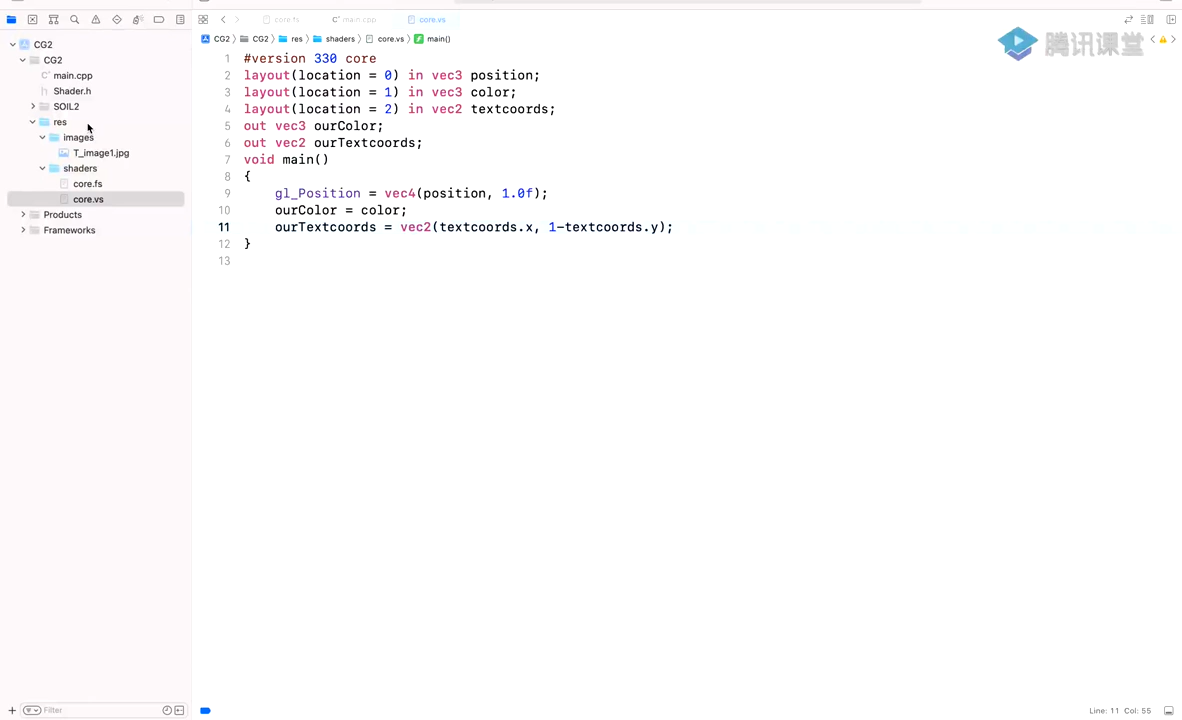 core.fs main.cpp core.vs
CG2 CG2 res shaders core.vs main()
腾讯课堂
CG2
CG2
main.cpp
Shader.h
SOIL2
res
images
T_image1.jpg
shaders
core.fs
core.vs
Products
Frameworks
1 #version 330 core
2 layout(location = 0) in vec3 position;
3 layout(location = 1) in vec3 color;
4 layout(location = 2) in vec2 textcoords;
5 out vec3 ourColor;
6 out vec2 ourTextcoords;
7 void main()
8 {
9 gl_Position = vec4(position, 1.0f);
10 ourColor = color;
11 ourTextcoords = vec2(textcoords.x, 1-textcoords.y);
12 }
13
Filter
Line: 11 Col: 55